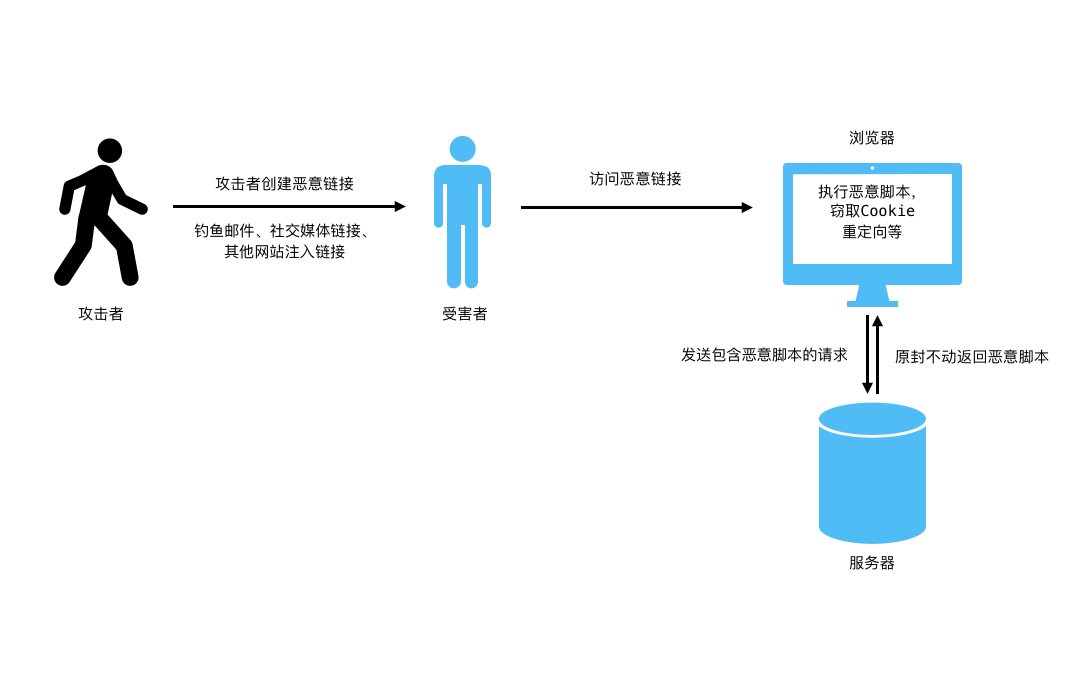 浏览器
攻击者创建恶意链接
访问恶意链接
执行恶意脚本,
窃取Cookie
重定向等
钓鱼邮件、社交媒体链接、
其他网站注入链接
攻击者
受害者
发送包含恶意脚本的请求
原封不动返回恶意脚本
服务器